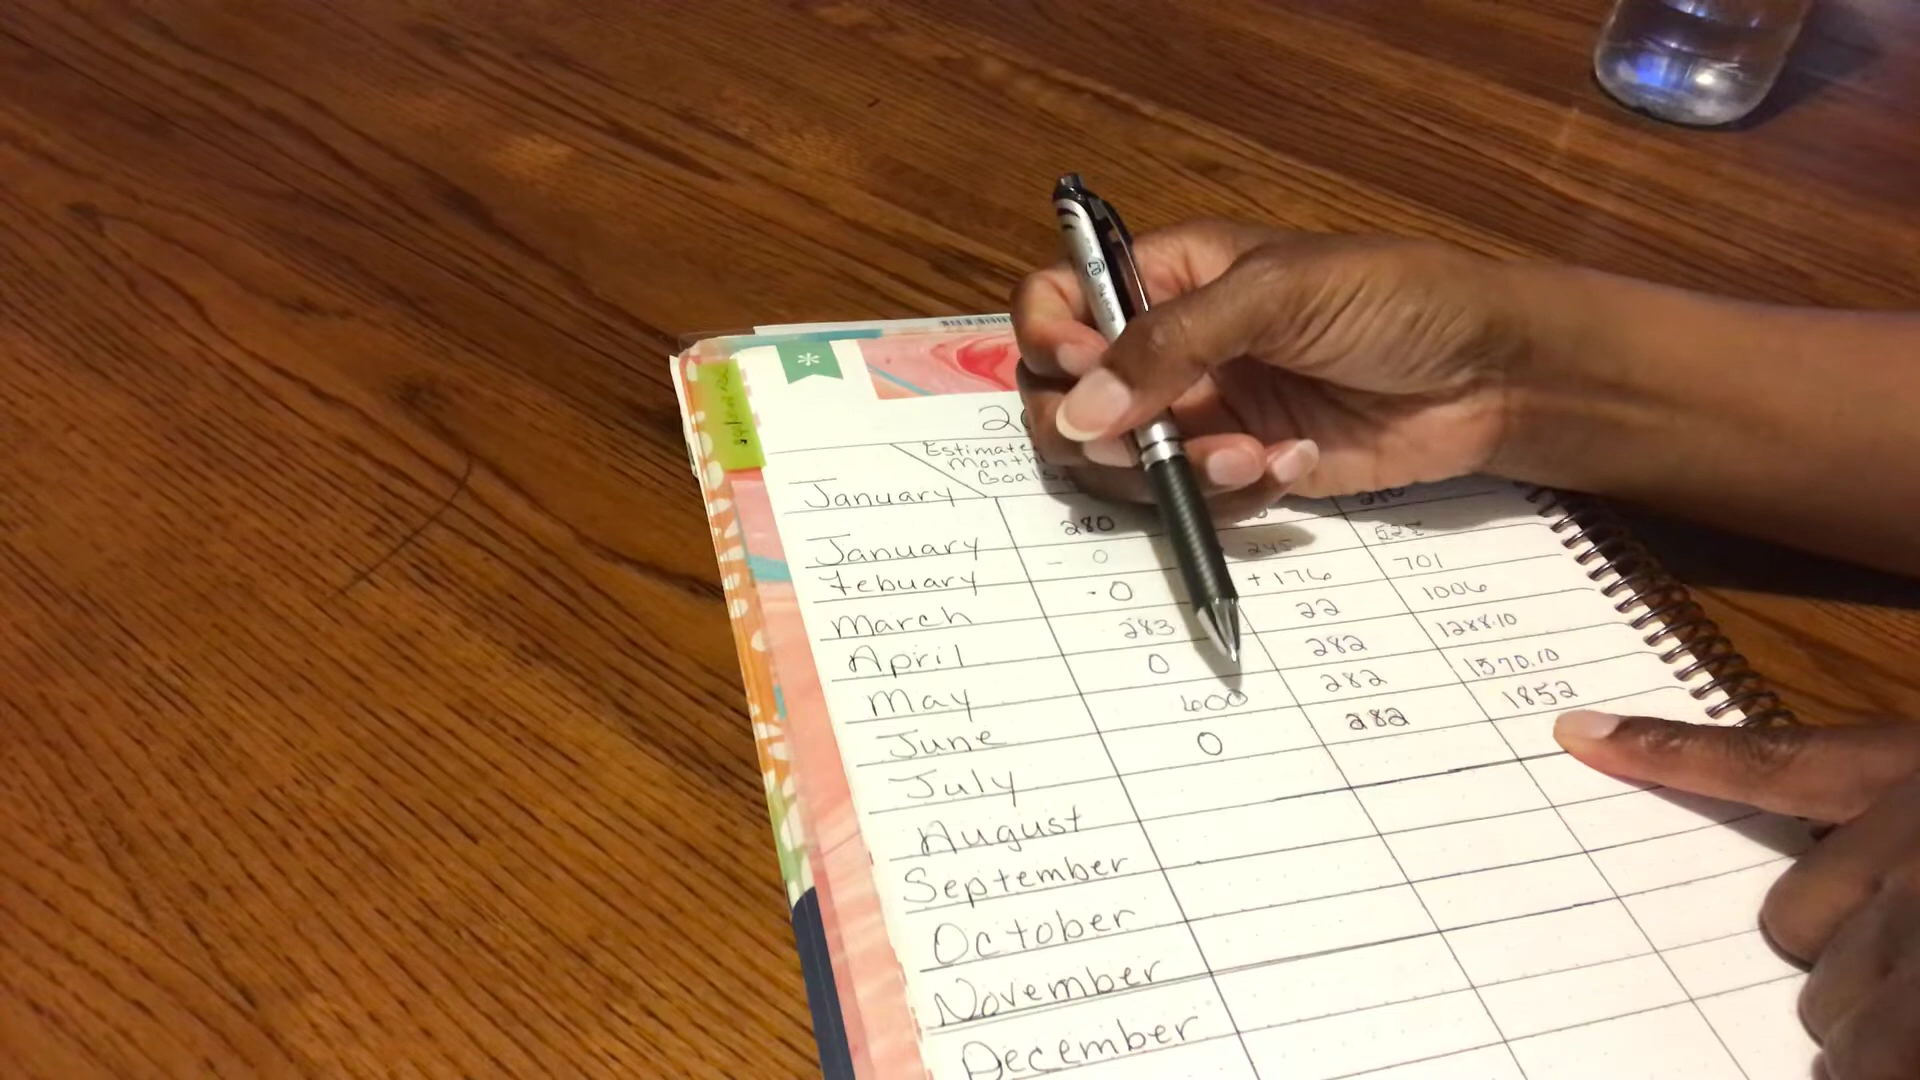 Estimate
Month
Goals
January
January 280
Febuary - 0 245 525
March - 0 +176 701
April 283 22 1006
May 0 282 1288.10
June 600 282 1570.10
July 0 282 1852
August
September
October
November
December